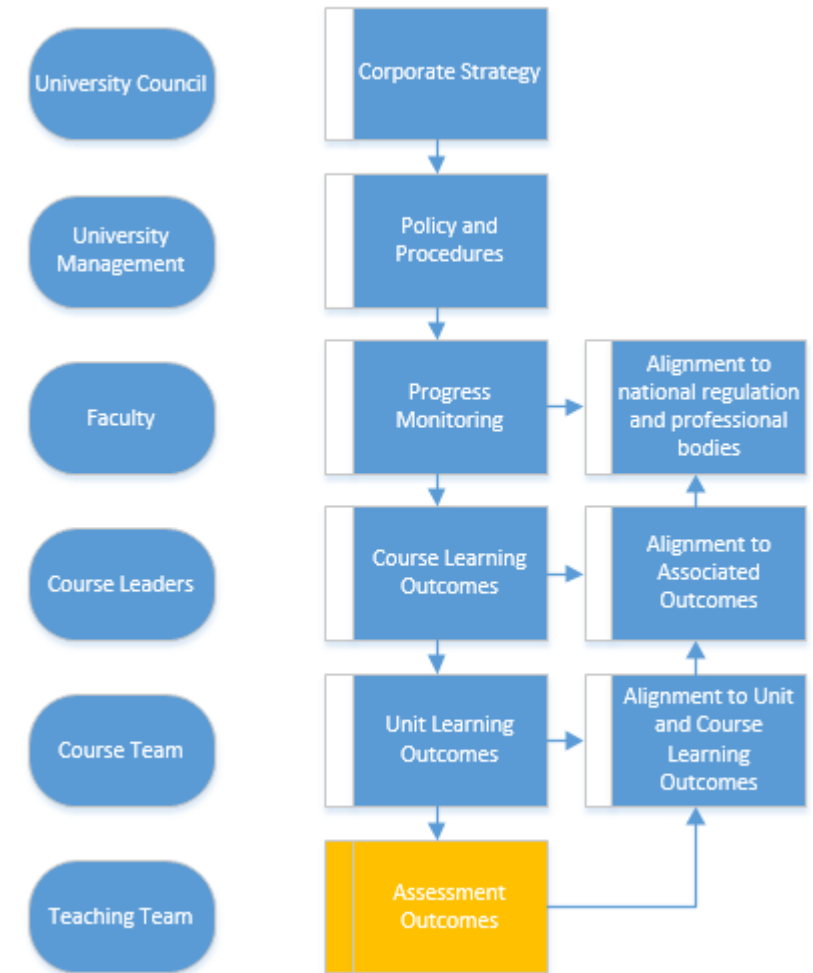 University Council
Corporate Strategy
University
Management
Policy and
Procedures
Faculty
Progress
Monitoring
Alignment to
national regulation
and professional
bodies
Course Leaders
Course Learning
Outcomes
Alignment to
Associated
Outcomes
Course Team
Unit Learning
Outcomes
Alignment to Unit
and Course
Learning
Outcomes
Teaching Team
Assessment
Outcomes